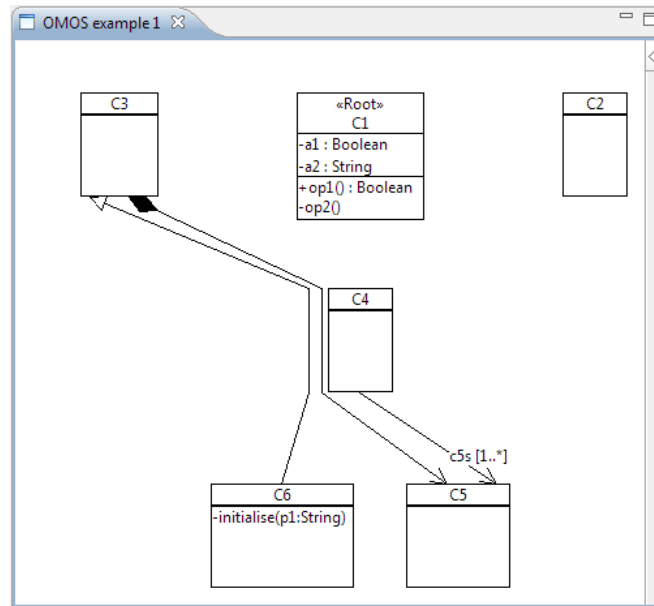 OMOS example 1
C3
«Root»
C1
-a1 : Boolean
-a2 : String
+op1() : Boolean
-op2()
C2
C4
c5s [1..*]
C6
-initialise(p1:String)
C5